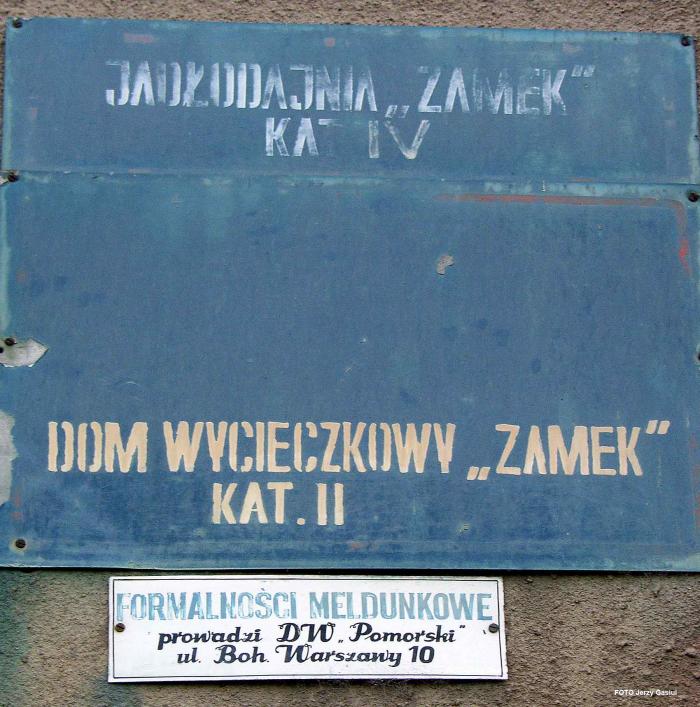 JADŁODAJNIA „ZAMEK”
KAT IV
DOM WYCIECZKOWY „ZAMEK”
KAT. II
FORMALNOŚCI MELDUNKOWE
prowadzi DW „Pomorski”
ul. Boh. Warszawy 10
FOTO Jerzy Gasiul